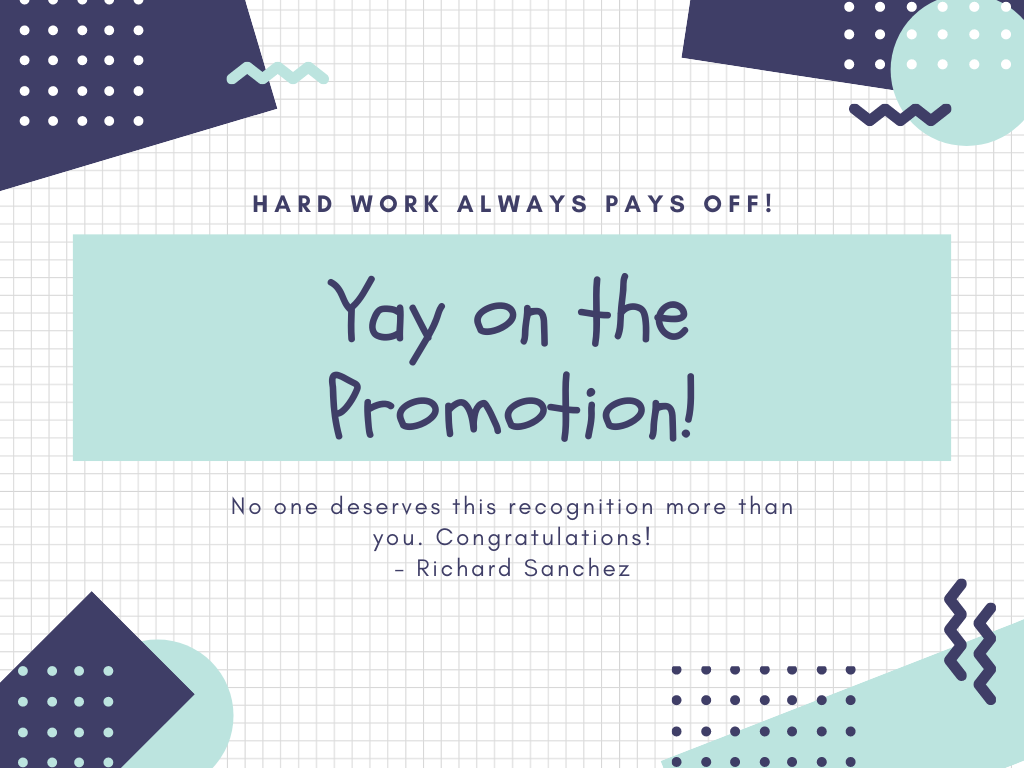 HARD WORK ALWAYS PAYS OFF!
Yay on the
Promotion!
No one deserves this recognition more than
you. Congratulations!
– Richard Sanchez